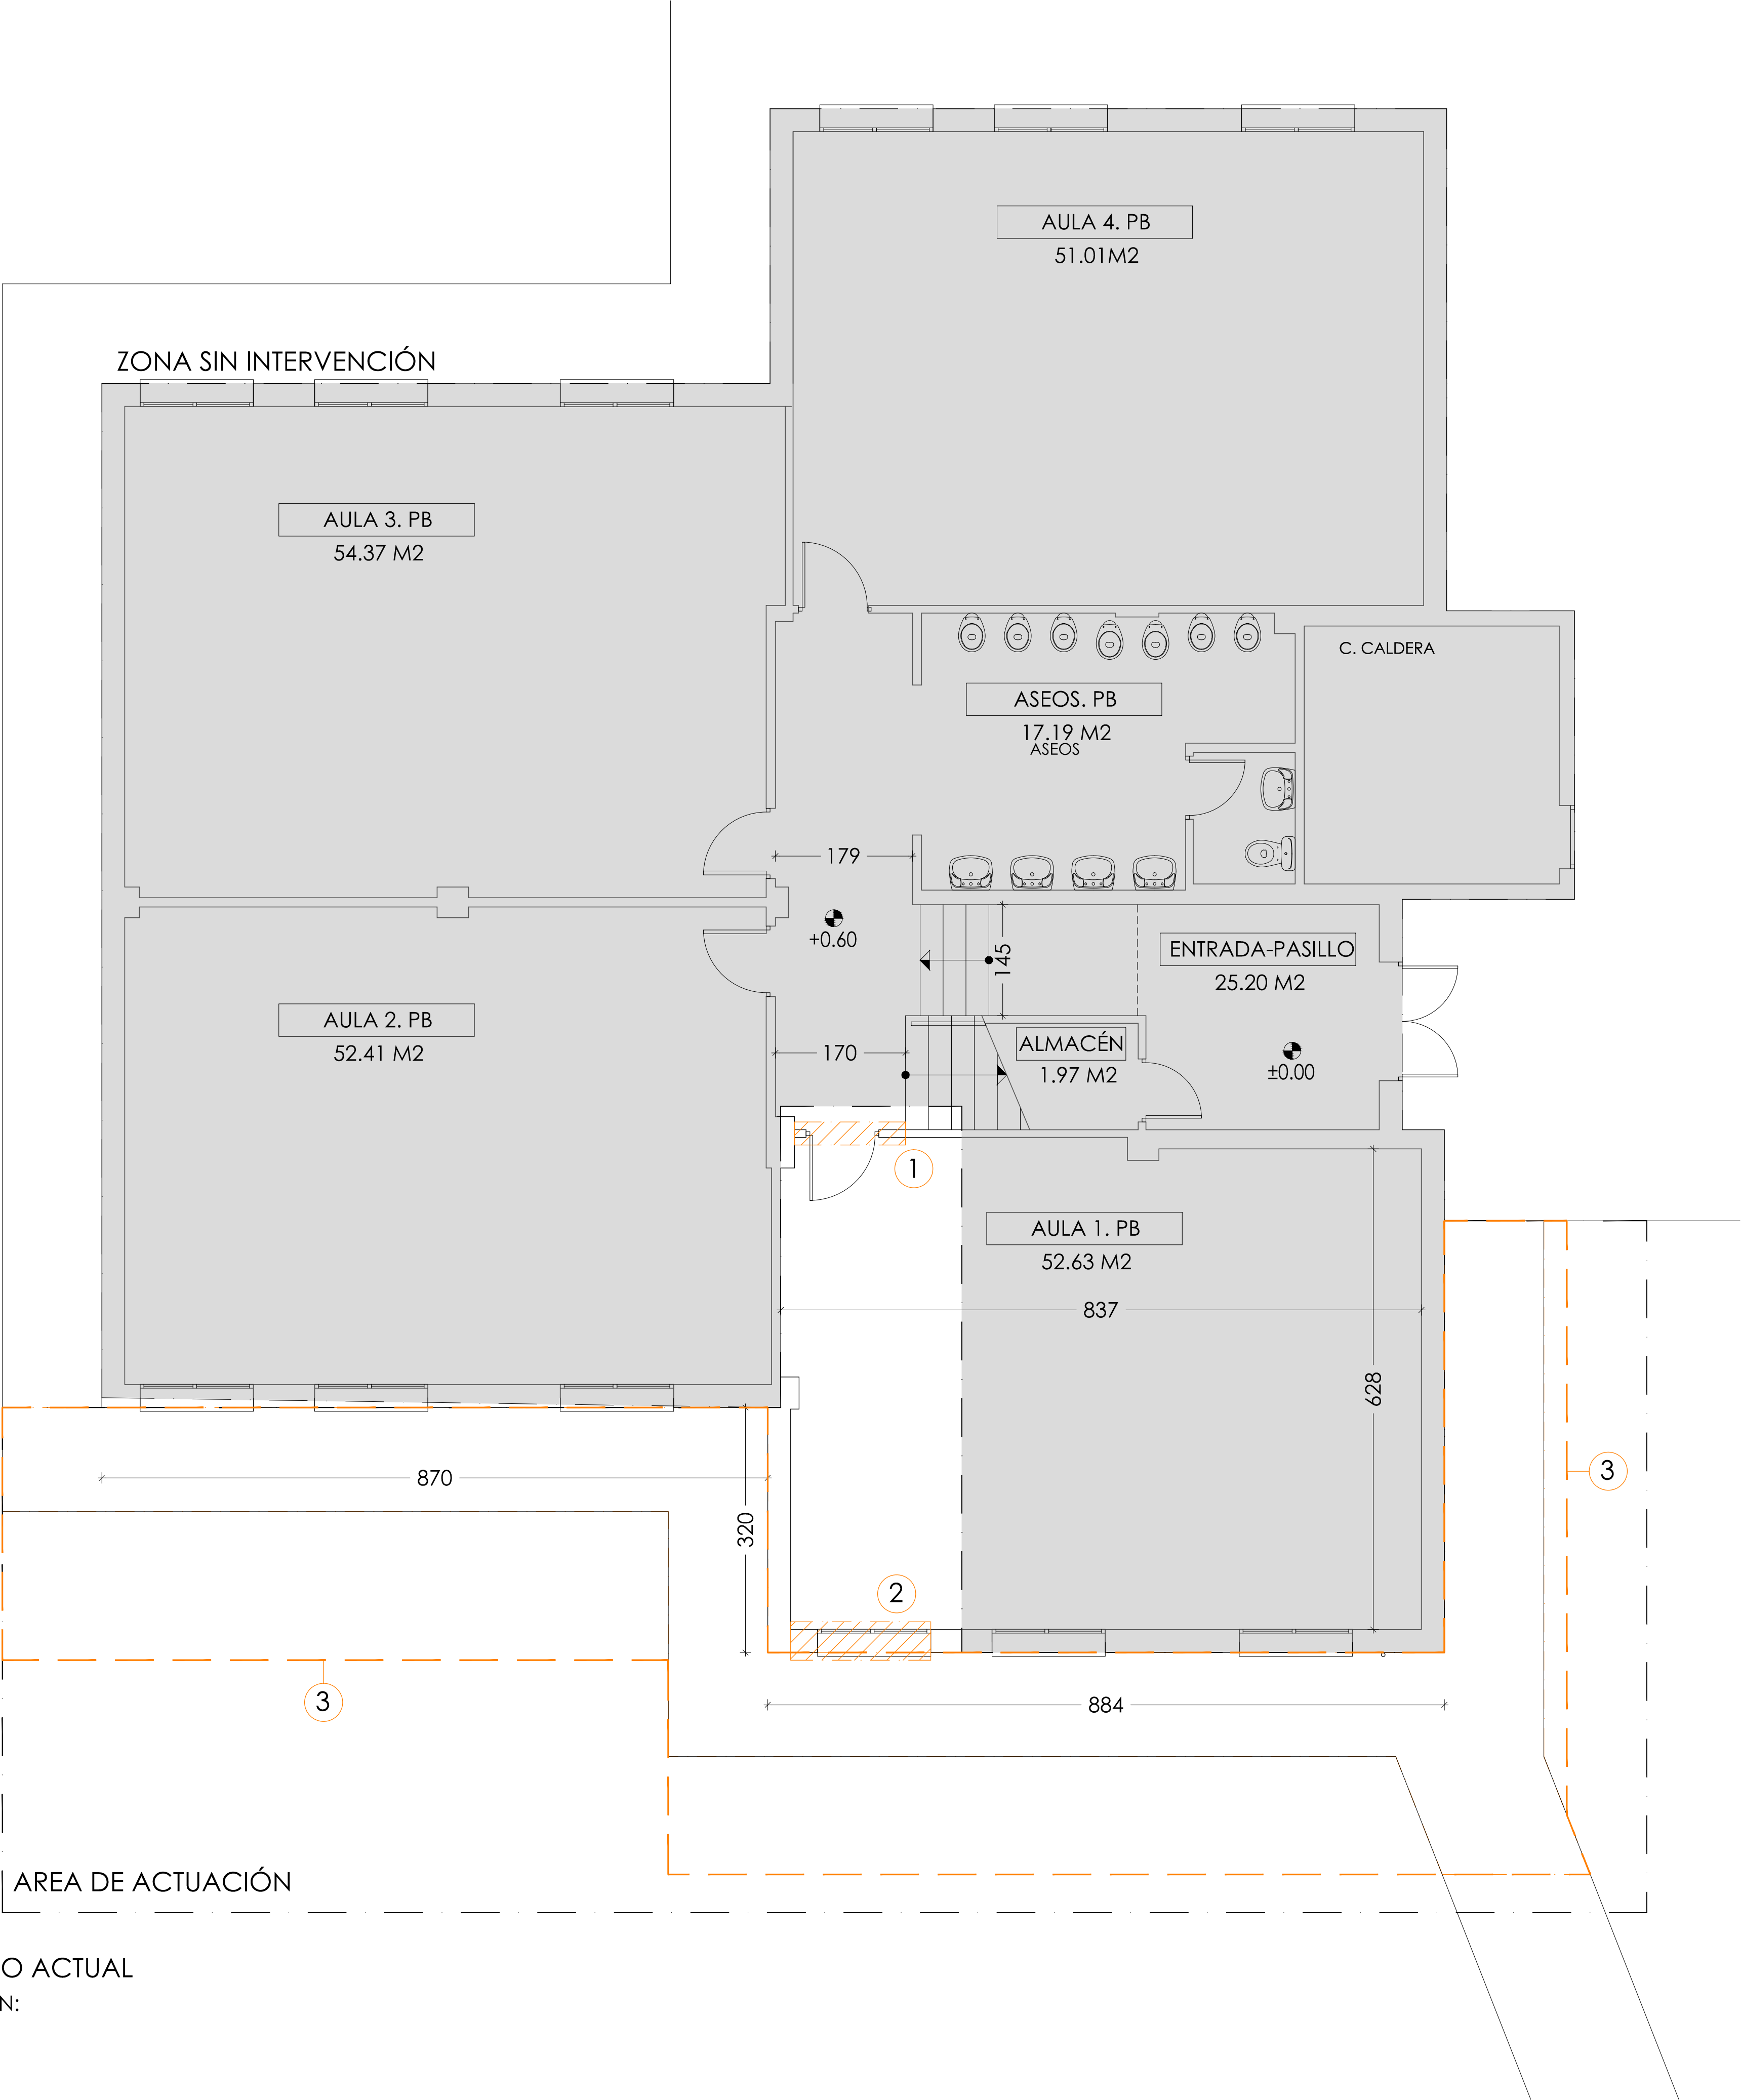 AULA 4. PB
51.01M2
ZONA SIN INTERVENCIÓN
AULA 3. PB
54.37 M2
C. CALDERA
ASEOS. PB
17.19 M2
ASEOS
179
+0.60
145
ENTRADA-PASILLO
25.20 M2
AULA 2. PB
52.41 M2
170
ALMACÉN
1.97 M2
±0.00
1
AULA 1. PB
52.63 M2
837
628
870
320
3
2
3
884
AREA DE ACTUACIÓN
O ACTUAL
N: